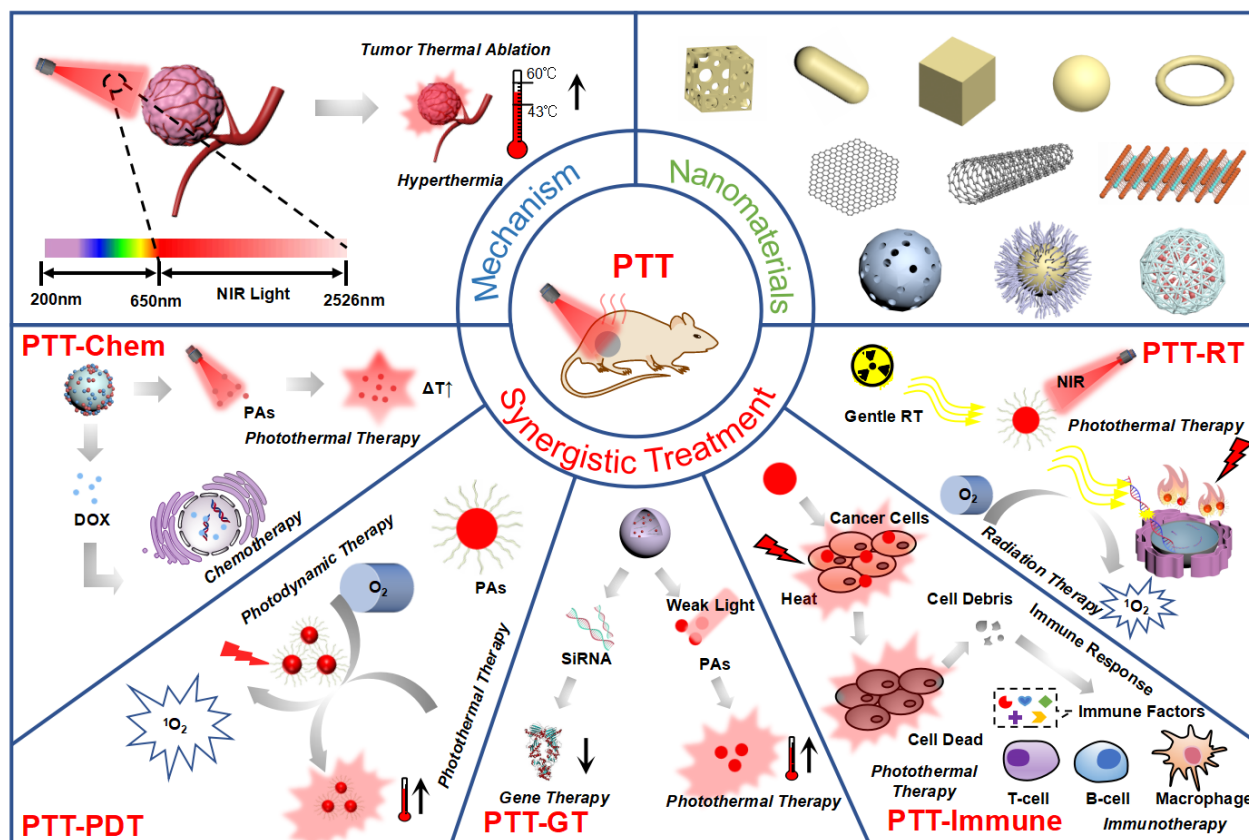 Tumor Thermal Ablation
60℃
43℃
Hyperthermia
200nm
650nm
NIR Light
2526nm
Mechanism
Nanomaterials
PTT
Synergistic Treatment
PTT-Chem
PAs
ΔT↑
Photothermal Therapy
DOX
Chemotherapy
Photodynamic Therapy
O₂
PAs
¹O₂
Photothermal Therapy
PTT-PDT
SiRNA
Weak Light
PAs
Gene Therapy
Photothermal Therapy
PTT-GT
Cancer Cells
Heat
Cell Debris
Immune Response
Immune Factors
Cell Dead
Photothermal
Therapy
T-cell
B-cell
Macrophage
PTT-Immune
Immunotherapy
PTT-RT
NIR
Gentle RT
Photothermal Therapy
O₂
Radiation Therapy
¹O₂